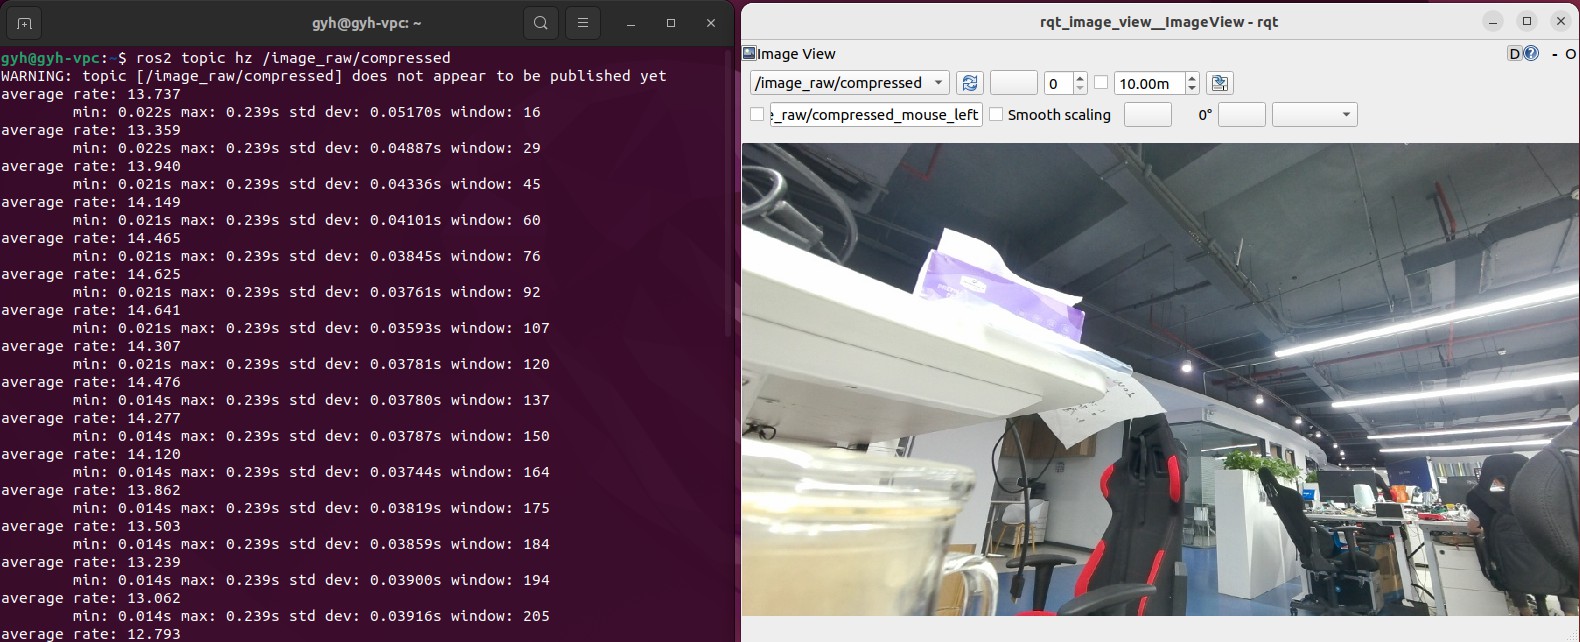 gyh@gyh-vpc: ~
gyh@gyh-vpc:~$ ros2 topic hz /image_raw/compressed
WARNING: topic [/image_raw/compressed] does not appear to be published yet
average rate: 13.737
min: 0.022s max: 0.239s std dev: 0.05170s window: 16
average rate: 13.359
min: 0.022s max: 0.239s std dev: 0.04887s window: 29
average rate: 13.940
min: 0.021s max: 0.239s std dev: 0.04336s window: 45
average rate: 14.149
min: 0.021s max: 0.239s std dev: 0.04101s window: 60
average rate: 14.465
min: 0.021s max: 0.239s std dev: 0.03845s window: 76
average rate: 14.625
min: 0.021s max: 0.239s std dev: 0.03761s window: 92
average rate: 14.641
min: 0.021s max: 0.239s std dev: 0.03593s window: 107
average rate: 14.307
min: 0.021s max: 0.239s std dev: 0.03781s window: 120
average rate: 14.476
min: 0.014s max: 0.239s std dev: 0.03780s window: 137
average rate: 14.277
min: 0.014s max: 0.239s std dev: 0.03787s window: 150
average rate: 14.120
min: 0.014s max: 0.239s std dev: 0.03744s window: 164
average rate: 13.862
min: 0.014s max: 0.239s std dev: 0.03819s window: 175
average rate: 13.503
min: 0.014s max: 0.239s std dev: 0.03859s window: 184
average rate: 13.239
min: 0.014s max: 0.239s std dev: 0.03900s window: 194
average rate: 13.062
min: 0.014s max: 0.239s std dev: 0.03916s window: 205
average rate: 12.793
rqt_image_view__ImageView - rqt
Image View
D ? - O
/image_raw/compressed 0 10.00m
_raw/compressed_mouse_left Smooth scaling 0°